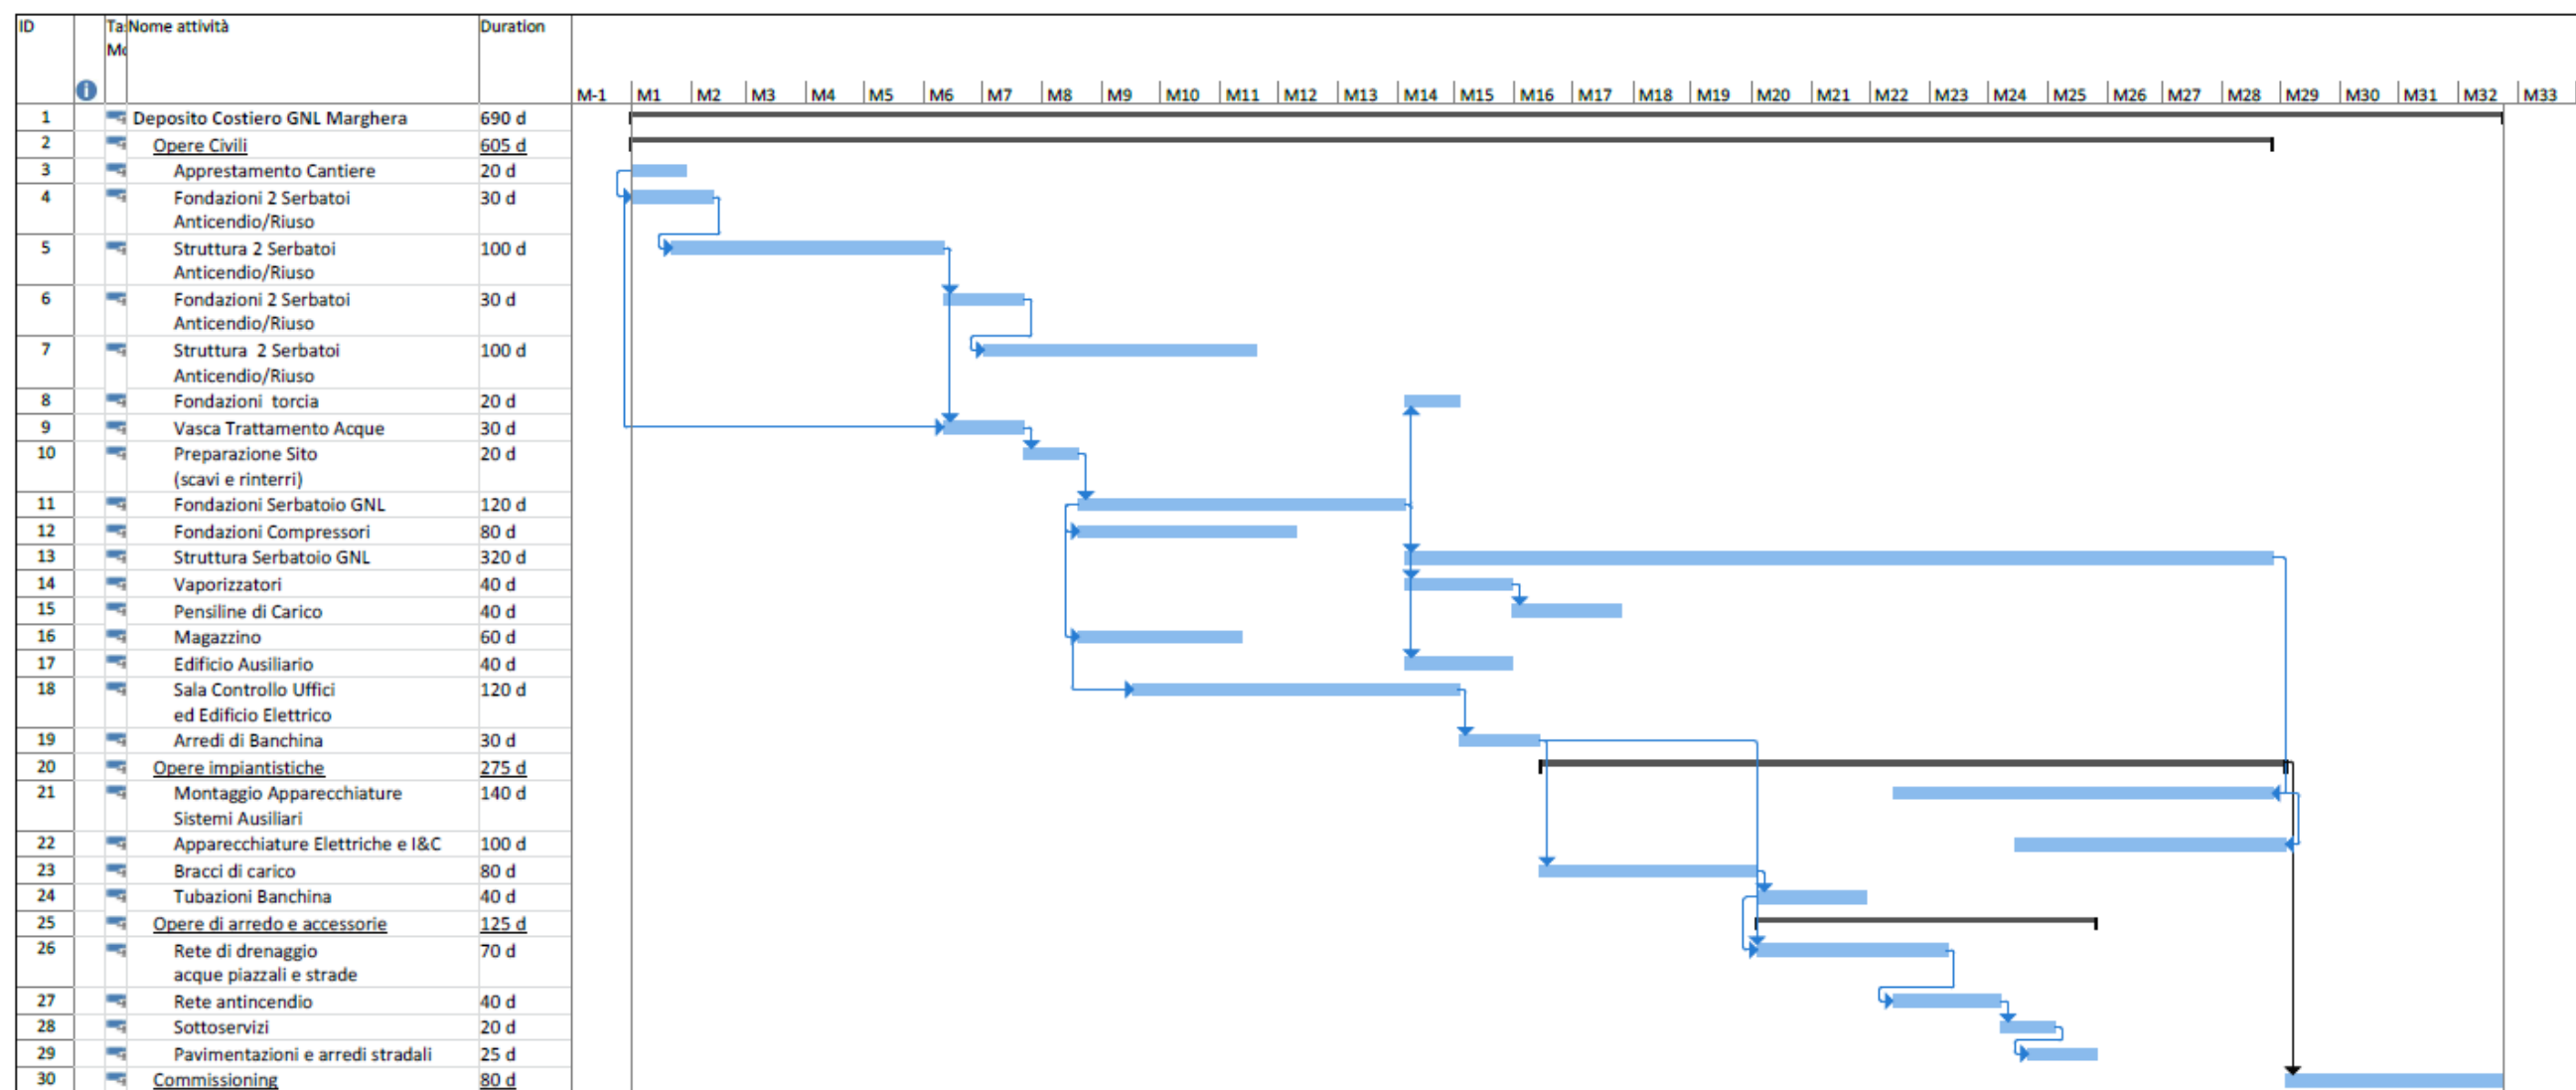 ID Ta: Nome attività Duration
Mo
M-1 M1 M2 M3 M4 M5 M6 M7 M8 M9 M10 M11 M12 M13 M14 M15 M16 M17 M18 M19 M20 M21 M22 M23 M24 M25 M26 M27 M28 M29 M30 M31 M32 M33
1 Deposito Costiero GNL Marghera 690 d
2 Opere Civili 605 d
3 Apprestamento Cantiere 20 d
4 Fondazioni 2 Serbatoi 30 d
Anticendio/Riuso
5 Struttura 2 Serbatoi 100 d
Anticendio/Riuso
6 Fondazioni 2 Serbatoi 30 d
Anticendio/Riuso
7 Struttura 2 Serbatoi 100 d
Anticendio/Riuso
8 Fondazioni torcia 20 d
9 Vasca Trattamento Acque 30 d
10 Preparazione Sito 20 d
(scavi e rinterri)
11 Fondazioni Serbatoio GNL 120 d
12 Fondazioni Compressori 80 d
13 Struttura Serbatoio GNL 320 d
14 Vaporizzatori 40 d
15 Pensiline di Carico 40 d
16 Magazzino 60 d
17 Edificio Ausiliario 40 d
18 Sala Controllo Uffici 120 d
ed Edificio Elettrico
19 Arredi di Banchina 30 d
20 Opere impiantistiche 275 d
21 Montaggio Apparecchiature 140 d
Sistemi Ausiliari
22 Apparecchiature Elettriche e I&C 100 d
23 Bracci di carico 80 d
24 Tubazioni Banchina 40 d
25 Opere di arredo e accessorie 125 d
26 Rete di drenaggio 70 d
acque piazzali e strade
27 Rete antincendio 40 d
28 Sottoservizi 20 d
29 Pavimentazioni e arredi stradali 25 d
30 Commissioning 80 d